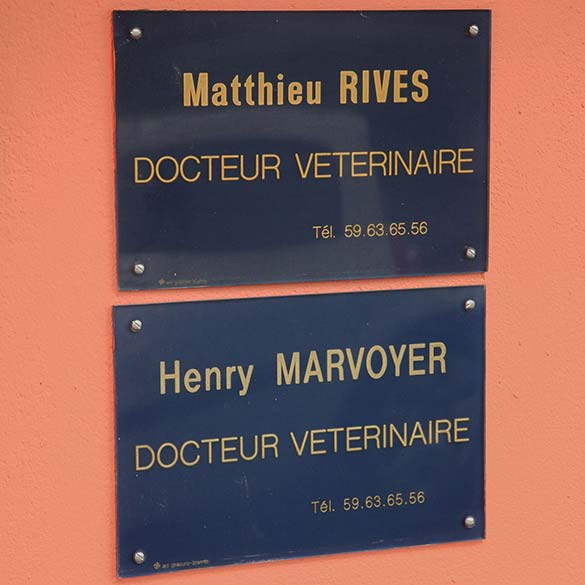 Matthieu RIVES
DOCTEUR VETERINAIRE
Tél. 59.63.65.56
Henry MARVOYER
DOCTEUR VETERINAIRE
Tél. 59.63.65.56